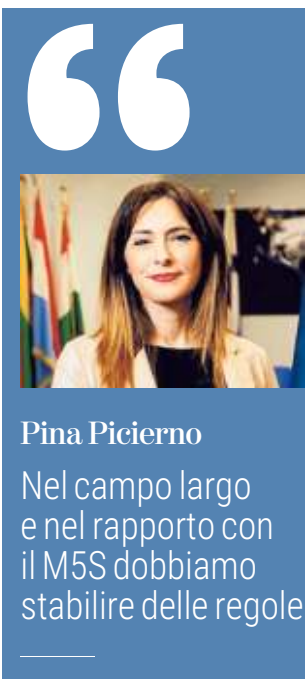 “
Pina Picierno
Nel campo largo
e nel rapporto con
il M5S dobbiamo
stabilire delle regole